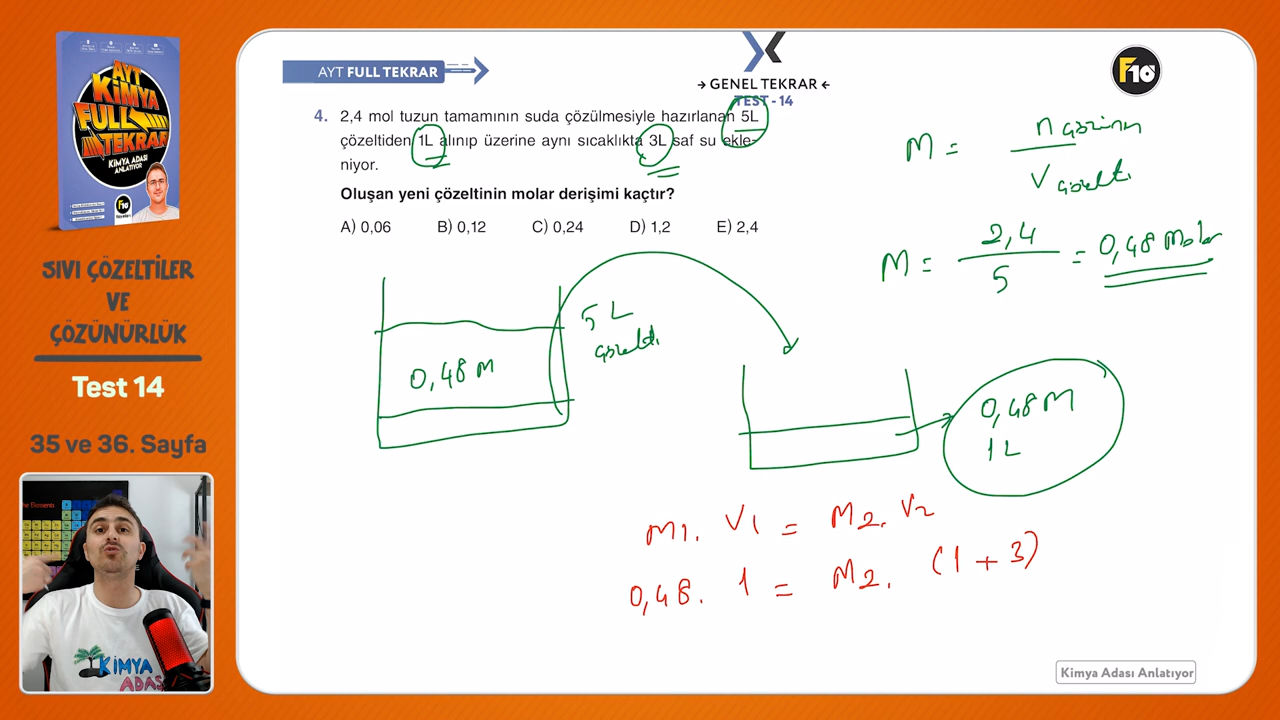 AYT
KİMYA
FULL
TEKRAR
KİMYA ADASI
ANLATIYOR
F10
SIVI ÇÖZELTİLER
VE
ÇÖZÜNÜRLÜK
Test 14
35 ve 36. Sayfa
KİMYA
ADAS
AYT FULL TEKRAR
GENEL TEKRAR
TEST - 14
F10
4. 2,4 mol tuzun tamamının suda çözülmesiyle hazırlanan 5L
çözeltiden 1L alınıp üzerine aynı sıcaklıkta 3L saf su ekle-
niyor.
Oluşan yeni çözeltinin molar derişimi kaçtır?
A) 0,06 B) 0,12 C) 0,24 D) 1,2 E) 2,4
M = n çözünen
V çözelti
M = 2,4
5
= 0,48 Molar
0,48 M
5 L
çözelti
0,48 M
1 L
M1. V1 = M2. V2
0,48. 1 = M2. (1 + 3)
Kimya Adası Anlatıyor